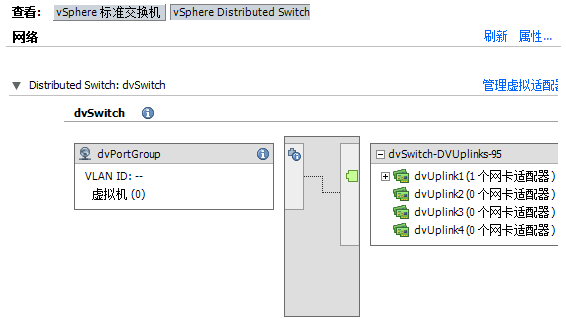 查看: vSphere 标准交换机 vSphere Distributed Switch
网络
刷新 属性...
Distributed Switch: dvSwitch 管理虚拟适配器
dvSwitch
dvPortGroup
VLAN ID: --
虚拟机 (0)
dvSwitch-DVUplinks-95
dvUplink1 (1 个网卡适配器)
dvUplink2 (0 个网卡适配器)
dvUplink3 (0 个网卡适配器)
dvUplink4 (0 个网卡适配器)